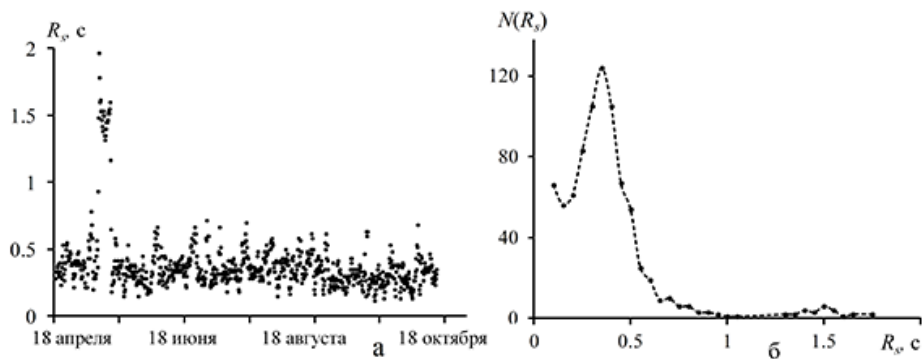 Rs, с
2
1.5
1
0.5
0
18 апреля 18 июня 18 августа 18 октября
а
N(Rs)
120
80
40
0
0 0.5 1 1.5 Rs, с
б